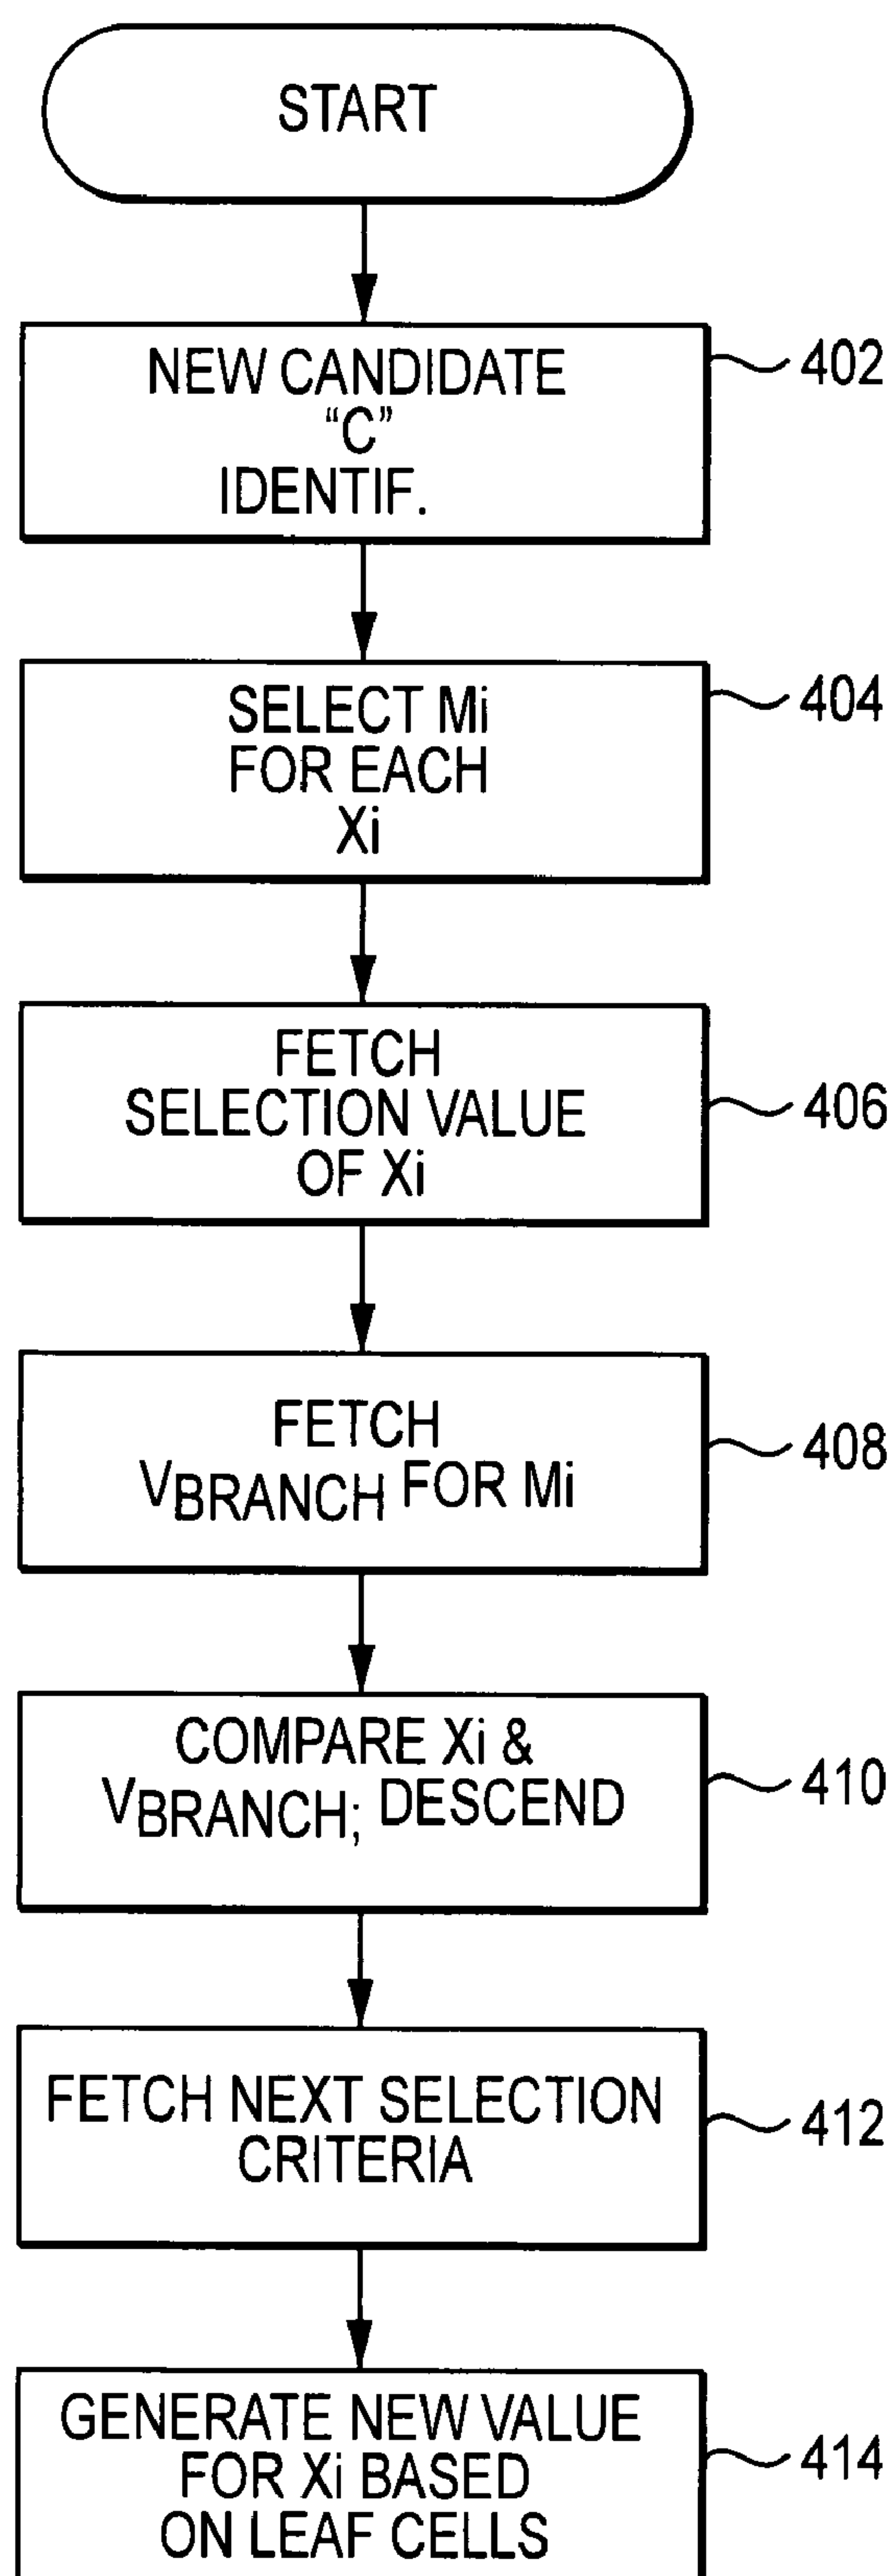 START
NEW CANDIDATE
“C”
IDENTIF.
402
SELECT Mi
FOR EACH
Xi
404
FETCH
SELECTION VALUE
OF Xi
406
FETCH
VBRANCH FOR Mi
408
COMPARE Xi &
VBRANCH; DESCEND
410
FETCH NEXT SELECTION
CRITERIA
412
GENERATE NEW VALUE
FOR Xi BASED
ON LEAF CELLS
414